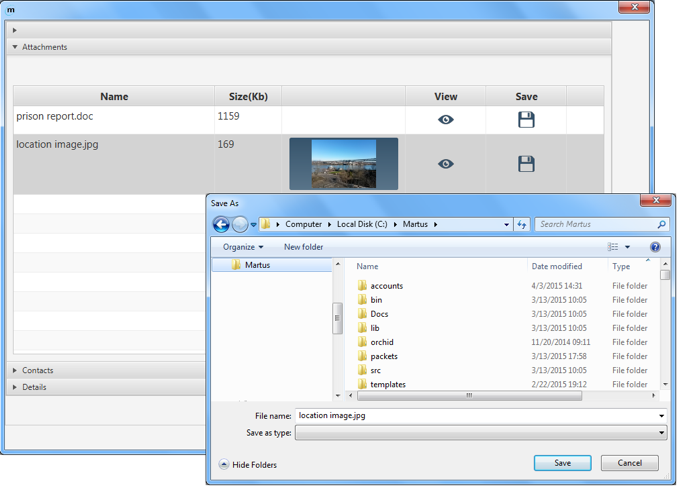 m
Attachments
Name Size(Kb) View Save
prison report.doc 1159
location image.jpg 169
Save As
Computer Local Disk (C:) Martus Search Martus
Organize New folder
Martus
Name Date modified Type
accounts 4/3/2015 14:31 File folder
bin 3/13/2015 10:05 File folder
Docs 3/13/2015 10:05 File folder
lib 3/13/2015 10:05 File folder
orchid 11/20/2014 09:11 File folder
packets 3/13/2015 17:58 File folder
src 3/13/2015 10:05 File folder
templates 2/22/2015 19:12 File folder
Contacts
Details
File name: location image.jpg
Save as type:
Hide Folders Save Cancel